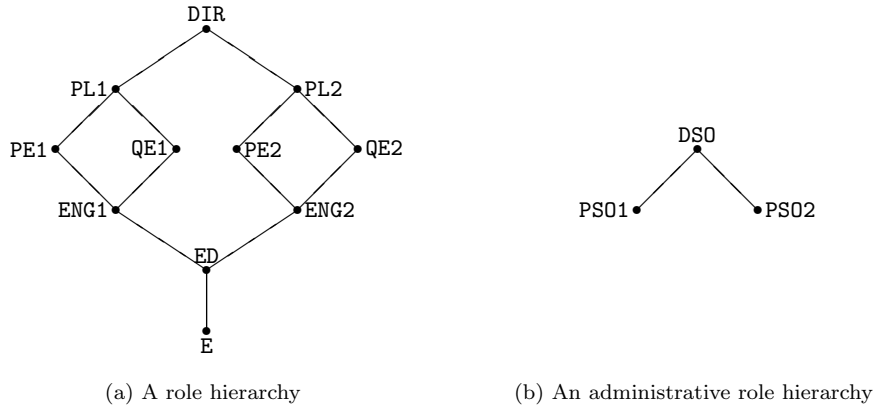 DIR
PL1 PL2
DSO
PE1 QE1 PE2 QE2
ENG1 ENG2 PSO1 PSO2
ED
E
(a) A role hierarchy (b) An administrative role hierarchy